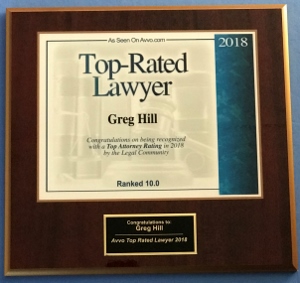 As Seen On Avvo.com
2018
Top-Rated
Lawyer
Greg Hill
Congratulations on being recognized
with a Top Attorney Rating in 2018
by the Legal Community
Ranked 10.0
Congratulations to
Greg Hill
Avvo Top Rated Lawyer 2018